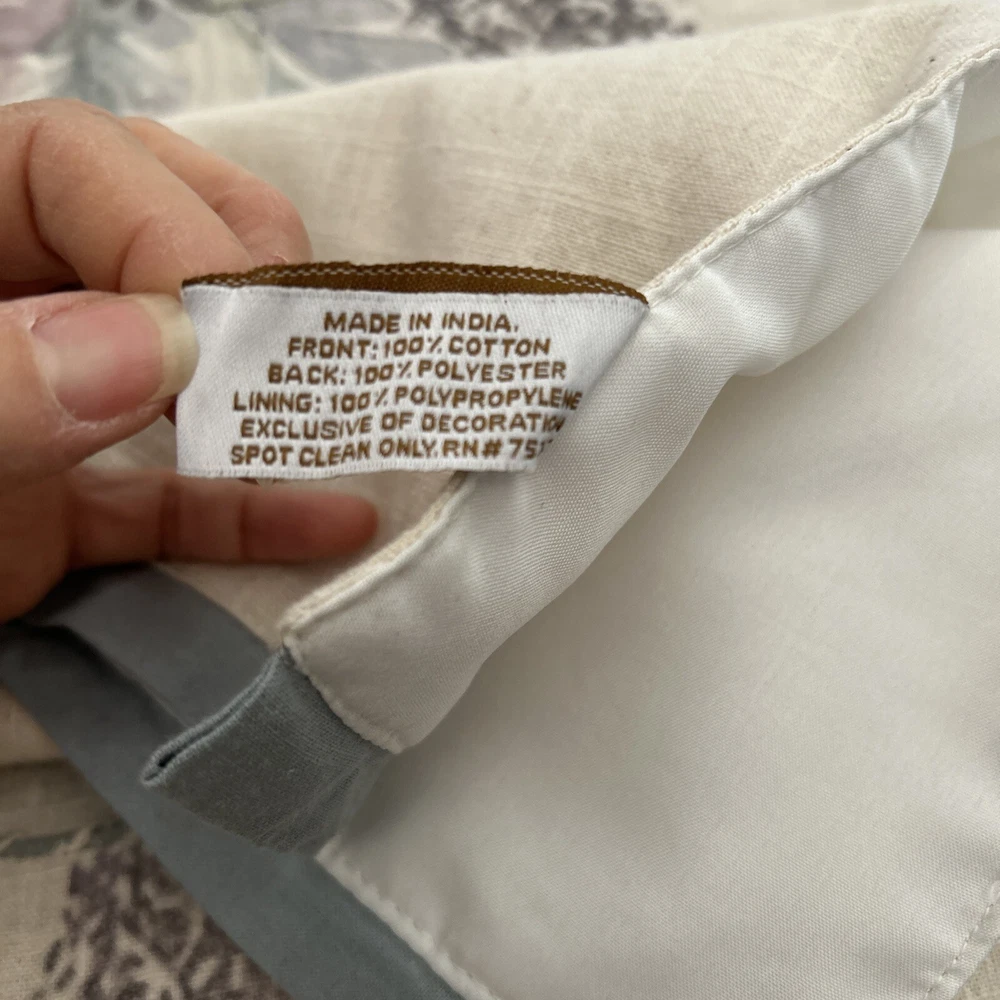 MADE IN INDIA.
FRONT: 100% COTTON
BACK: 100% POLYESTER
LINING: 100% POLYPROPYLENE
EXCLUSIVE OF DECORATION
SPOT CLEAN ONLY. RN#